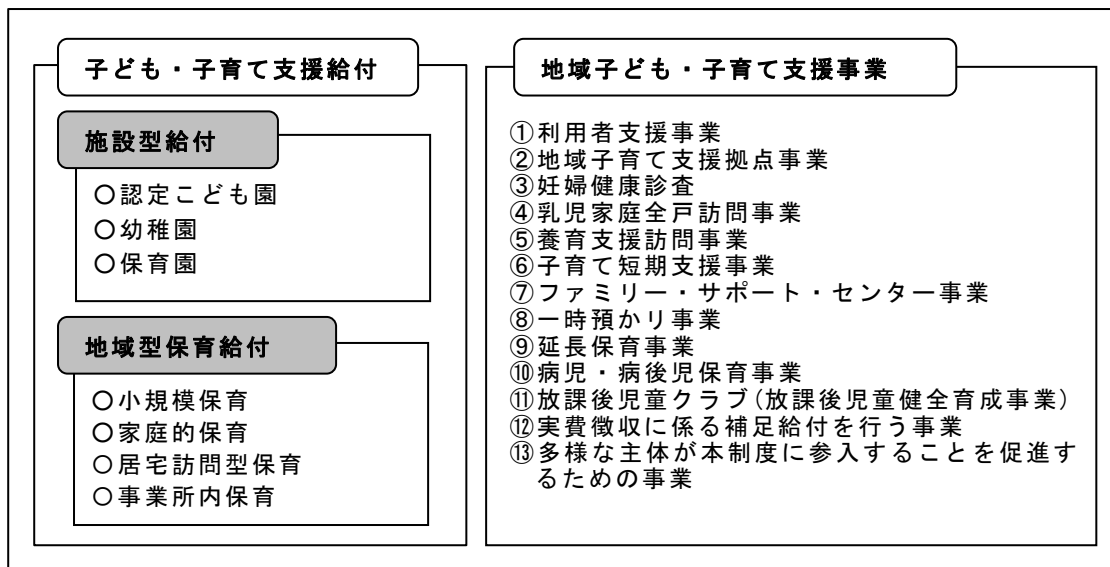 子ども・子育て支援給付
施設型給付
○認定こども園
○幼稚園
○保育園
地域型保育給付
○小規模保育
○家庭的保育
○居宅訪問型保育
○事業所内保育
地域子ども・子育て支援事業
①利用者支援事業
②地域子育て支援拠点事業
③妊婦健康診査
④乳児家庭全戸訪問事業
⑤養育支援訪問事業
⑥子育て短期支援事業
⑦ファミリー・サポート・センター事業
⑧一時預かり事業
⑨延長保育事業
⑩病児・病後児保育事業
⑪放課後児童クラブ(放課後児童健全育成事業)
⑫実費徴収に係る補足給付を行う事業
⑬多様な主体が本制度に参入することを促進す
るための事業